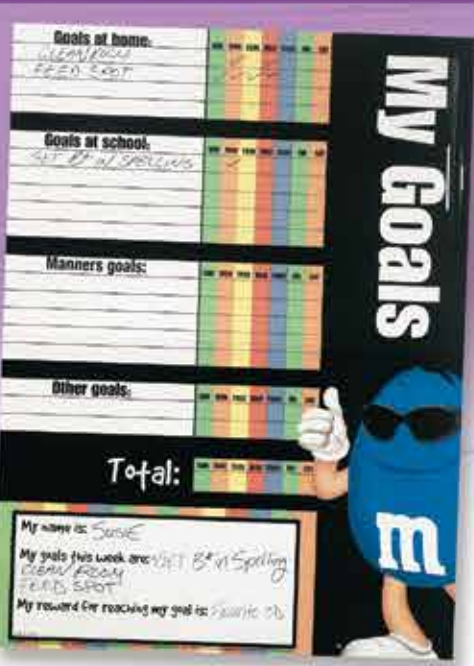 My Goals
Goals at home:
CLEAN ROOM
FEED SPOT
Goals at school:
GET B+ IN SPELLING
Manners goals:
Other goals:
Total:
My name is: SUSIE
My goals this week are: GET B+ in Spelling
CLEAN ROOM
FEED SPOT
My reward for reaching my goal is: Favorite
m